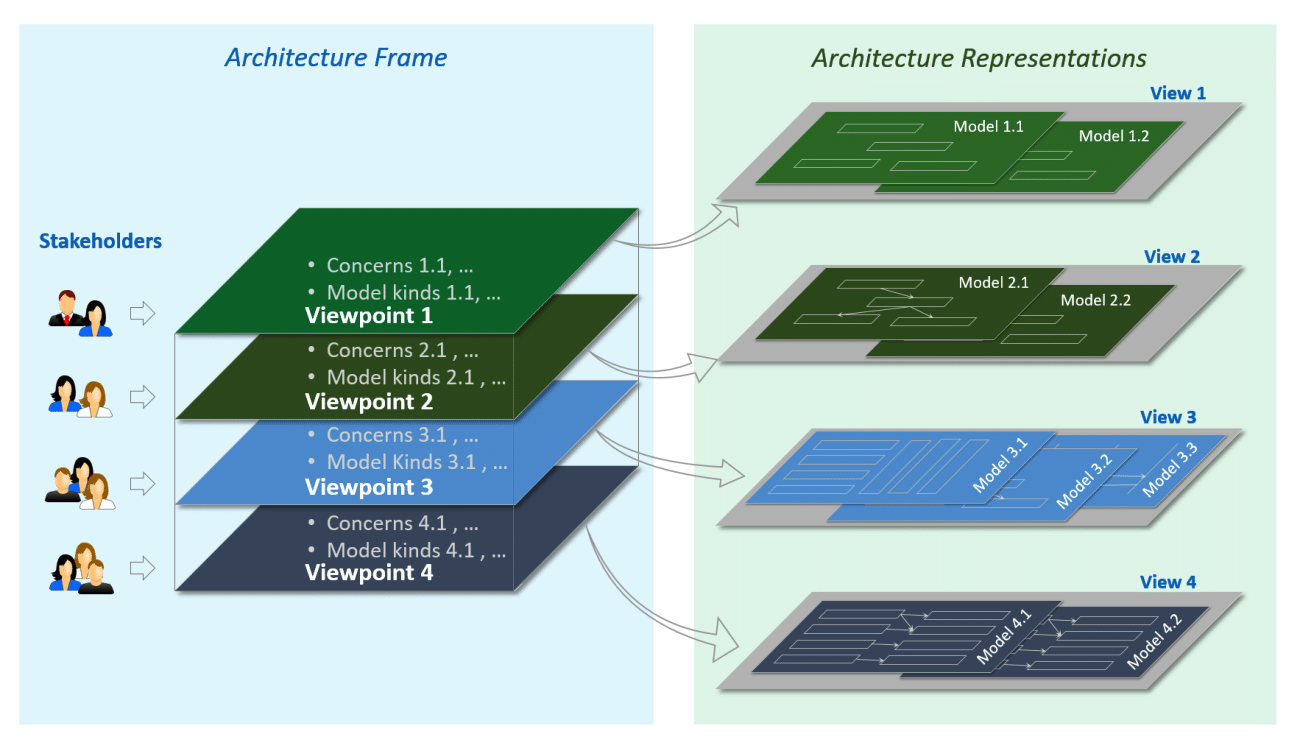 Architecture Frame
Stakeholders
• Concerns 1.1, ...
• Model kinds 1.1, ...
Viewpoint 1
• Concerns 2.1 , ...
• Model kinds 2.1 , ...
Viewpoint 2
• Concerns 3.1 , ...
• Model Kinds 3.1 , ...
Viewpoint 3
• Concerns 4.1 , ...
• Model kinds 4.1 , ...
Viewpoint 4
Architecture Representations
View 1
Model 1.1
Model 1.2
View 2
Model 2.1
Model 2.2
View 3
Model 3.1
Model 3.2
Model 3.3
View 4
Model 4.1
Model 4.2